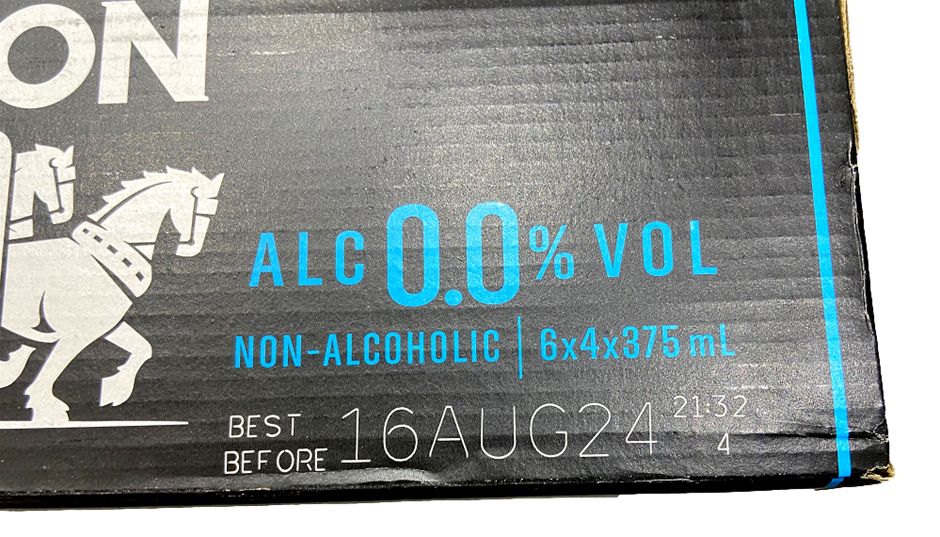 ON
ALC 0.0% VOL
NON-ALCOHOLIC | 6x4x375 mL
BEST BEFORE 16AUG24 21:32
4